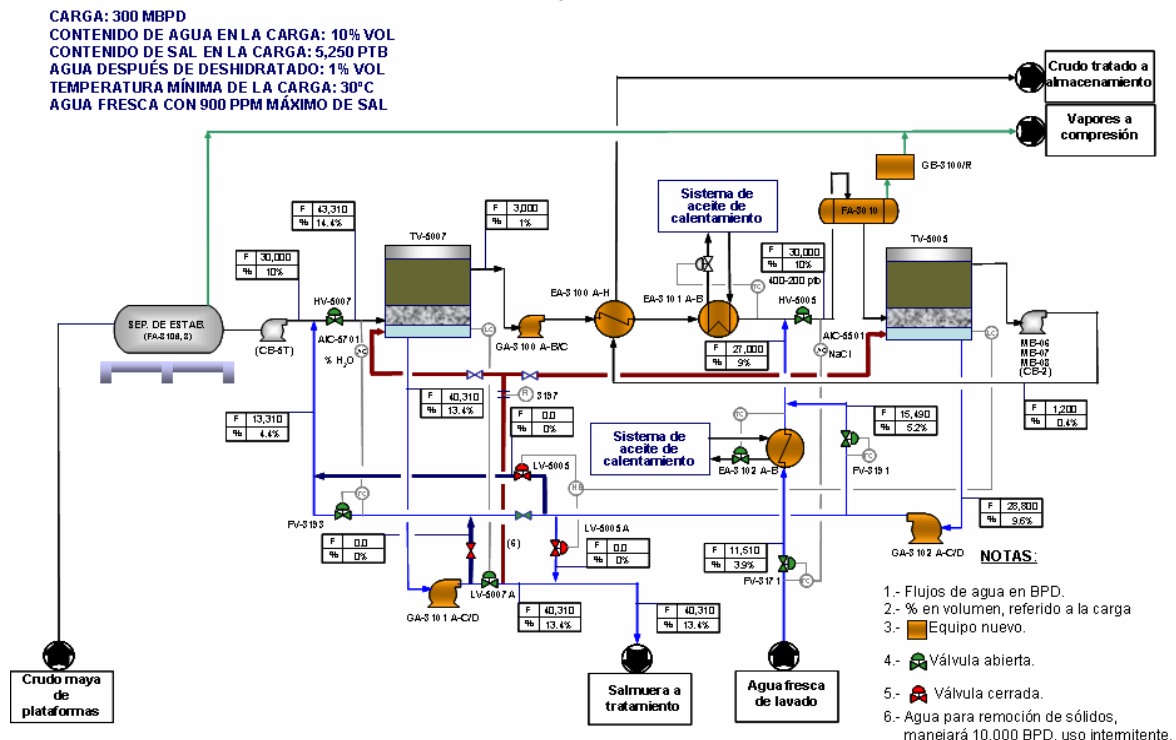 CARGA: 300 MBPD
CONTENIDO DE AGUA EN LA CARGA: 10% VOL
CONTENIDO DE SAL EN LA CARGA: 5,250 PTB
AGUA DESPUÉS DE DESHIDRATADO: 1% VOL
TEMPERATURA MÍNIMA DE LA CARGA: 30ºC
AGUA FRESCA CON 900 PPM MÁXIMO DE SAL
Crudo tratado a
almacenamiento
Vapores a
compresión
GB-3100/R
Sistema de
aceite de
calentamiento
FA-3010
F 43,310
% 14.4%
F 3,000
% 1%
TV-5007
TV-5005
F 30,000
% 10%
F 30,000
% 10%
400-200 ptb
HV-5007
EA-3100 A-H
EA-3101 A-B
TC
HV-5005
SEP. DE ESTAB.
(FA-3106,S)
(CB-5T)
AIC-5701
% H2O
LC
GA-3100 A-B/C
F 27,000
% 9%
AIC-5501
NaCl
LC
MB-06
MB-07
MB-08
(CB-2)
F 13,310
% 4.4%
F 40,310
% 13.4%
FI
3197
F 0.0
% 0%
TC
F 15,490
% 5.2%
F 1,200
% 0.4%
Sistema de
aceite de
calentamiento
EA-3102 A-B
FC
FV-3191
LV-5005
FC
FV-3193
LV-5005 A
F 28,800
% 9.6%
GA-3102 A-C/D
F 0.0
% 0%
(6)
F 0.0
% 0%
F 11,510
% 3.9%
FV-3171
FC
GA-3101 A-C/D
LV-5007 A
F 40,310
% 13.4%
F 40,310
% 13.4%
Crudo maya
de
plataformas
Salmuera a
tratamiento
Agua fresca
de lavado
NOTAS:
1.- Flujos de agua en BPD.
2.- % en volumen, referido a la carga
3.- Equipo nuevo.
4.- Válvula abierta.
5.- Válvula cerrada.
6.- Agua para remoción de sólidos,
manejará 10,000 BPD, uso intermitente.